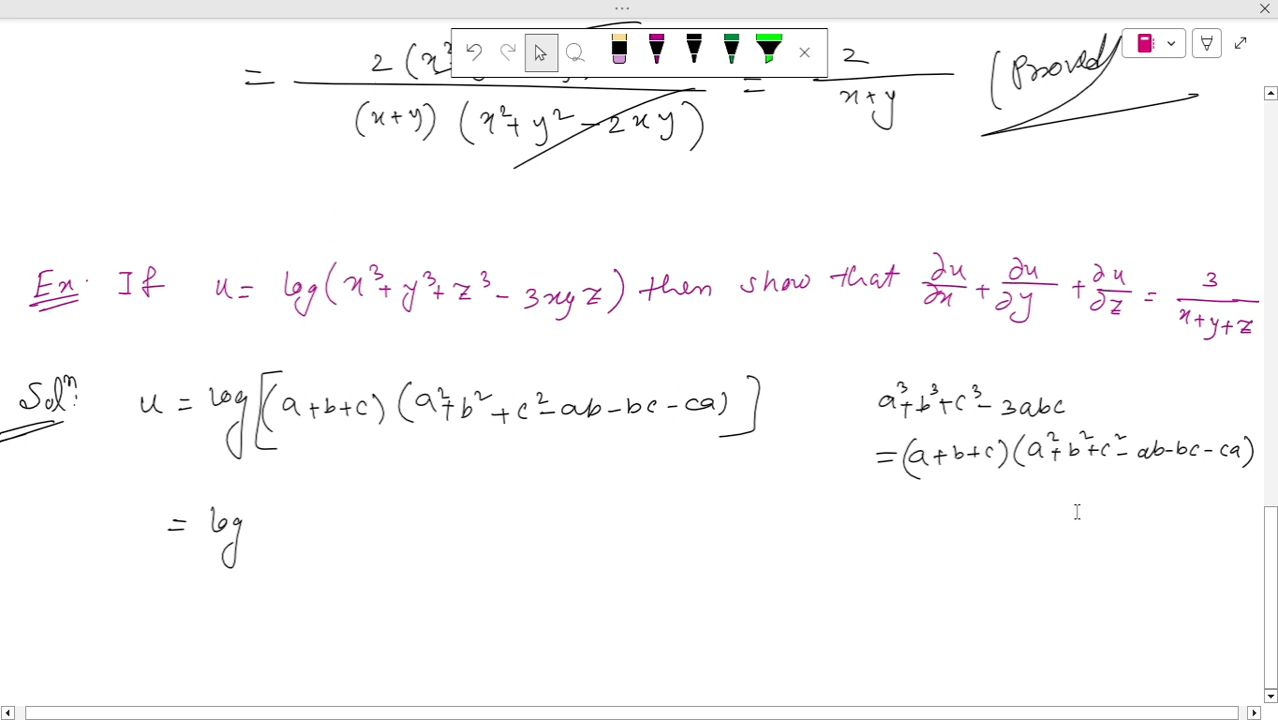 = 2 (x³ / (x+y) (x²+y²-2xy) = 2 / x+y (Proved)
Ex. If u = log(x³+y³+z³-3xyz) then show that ∂u/∂x + ∂u/∂y + ∂u/∂z = 3 / x+y+z
Solⁿ: u = log[(a+b+c) (a²+b²+c²-ab-bc-ca)]
a³+b³+c³-3abc
=(a+b+c)(a²+b²+c²-ab-bc-ca)
= log